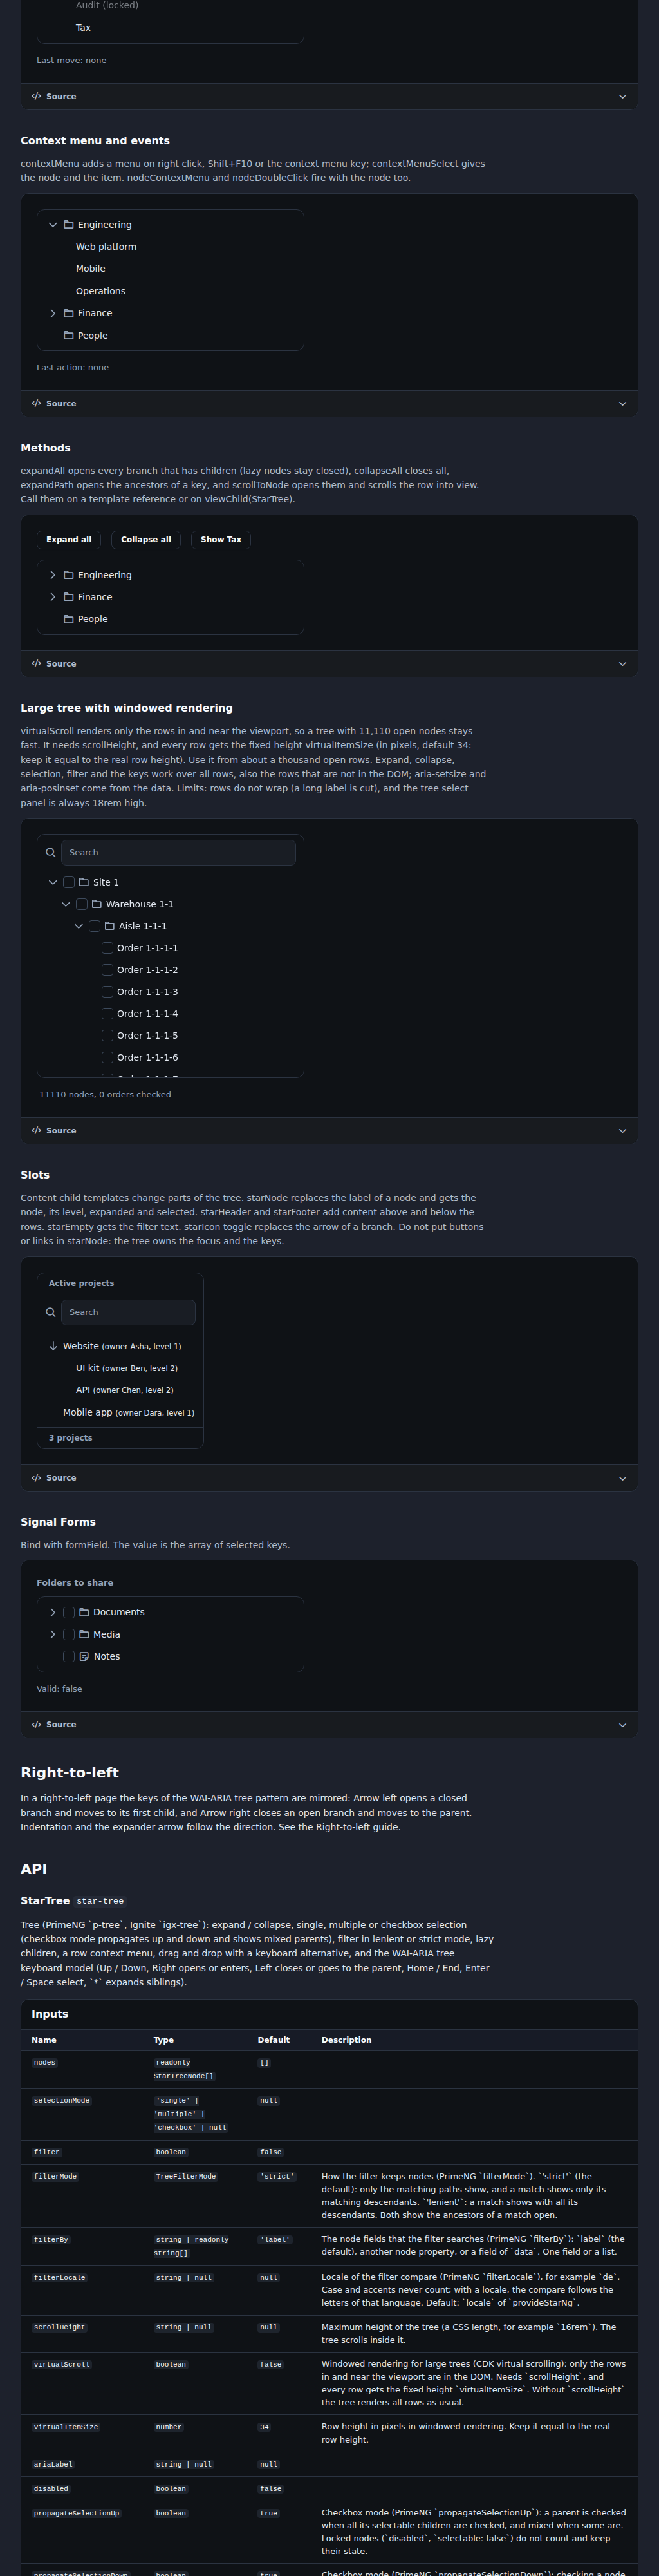 Audit (locked)
Tax
Last move: none
Source
Context menu and events
contextMenu adds a menu on right click, Shift+F10 or the context menu key; contextMenuSelect gives
the node and the item. nodeContextMenu and nodeDoubleClick fire with the node too.
Engineering
Web platform
Mobile
Operations
Finance
People
Last action: none
Source
Methods
expandAll opens every branch that has children (lazy nodes stay closed), collapseAll closes all,
expandPath opens the ancestors of a key, and scrollToNode opens them and scrolls the row into view.
Call them on a template reference or on viewChild(StarTree).
Expand all Collapse all Show Tax
Engineering
Finance
People
Source
Large tree with windowed rendering
virtualScroll renders only the rows in and near the viewport, so a tree with 11,110 open nodes stays
fast. It needs scrollHeight, and every row gets the fixed height virtualItemSize (in pixels, default 34:
keep it equal to the real row height). Use it from about a thousand open rows. Expand, collapse,
selection, filter and the keys work over all rows, also the rows that are not in the DOM; aria-setsize and
aria-posinset come from the data. Limits: rows do not wrap (a long label is cut), and the tree select
panel is always 18rem high.
Search
Site 1
Warehouse 1-1
Aisle 1-1-1
Order 1-1-1-1
Order 1-1-1-2
Order 1-1-1-3
Order 1-1-1-4
Order 1-1-1-5
Order 1-1-1-6
Order 1-1-1-7
11110 nodes, 0 orders checked
Source
Slots
Content child templates change parts of the tree. starNode replaces the label of a node and gets the
node, its level, expanded and selected. starHeader and starFooter add content above and below the
rows. starEmpty gets the filter text. starIcon toggle replaces the arrow of a branch. Do not put buttons
or links in starNode: the tree owns the focus and the keys.
Active projects
Search
Website (owner Asha, level 1)
UI kit (owner Ben, level 2)
API (owner Chen, level 2)
Mobile app (owner Dara, level 1)
3 projects
Source
Signal Forms
Bind with formField. The value is the array of selected keys.
Folders to share
Documents
Media
Notes
Valid: false
Source
Right-to-left
In a right-to-left page the keys of the WAI-ARIA tree pattern are mirrored: Arrow left opens a closed
branch and moves to its first child, and Arrow right closes an open branch and moves to the parent.
Indentation and the expander arrow follow the direction. See the Right-to-left guide.
API
StarTree star-tree
Tree (PrimeNG `p-tree`, Ignite `igx-tree`): expand / collapse, single, multiple or checkbox selection
(checkbox mode propagates up and down and shows mixed parents), filter in lenient or strict mode, lazy
children, a row context menu, drag and drop with a keyboard alternative, and the WAI-ARIA tree
keyboard model (Up / Down, Right opens or enters, Left closes or goes to the parent, Home / End, Enter
/ Space select, `*` expands siblings).
Inputs
Name Type Default Description
nodes readonly StarTreeNode[] []
selectionMode 'single' | 'multiple' | 'checkbox' | null null
filter boolean false
filterMode TreeFilterMode 'strict' How the filter keeps nodes (PrimeNG `filterMode`). `'strict'` (the
default): only the matching paths show, and a match shows only its
matching descendants. `'lenient'`: a match shows with all its
descendants. Both show the ancestors of a match open.
filterBy string | readonly string[] 'label' The node fields that the filter searches (PrimeNG `filterBy`): `label` (the
default), another node property, or a field of `data`. One field or a list.
filterLocale string | null null Locale of the filter compare (PrimeNG `filterLocale`), for example `de`.
Case and accents never count; with a locale, the compare follows the
letters of that language. Default: `locale` of `provideStarNg`.
scrollHeight string | null null Maximum height of the tree (a CSS length, for example `16rem`). The
tree scrolls inside it.
virtualScroll boolean false Windowed rendering for large trees (CDK virtual scrolling): only the rows
in and near the viewport are in the DOM. Needs `scrollHeight`, and
every row gets the fixed height `virtualItemSize`. Without `scrollHeight`
the tree renders all rows as usual.
virtualItemSize number 34 Row height in pixels in windowed rendering. Keep it equal to the real
row height.
ariaLabel string | null null
disabled boolean false
propagateSelectionUp boolean true Checkbox mode (PrimeNG `propagateSelectionUp`): a parent is checked
when all its selectable children are checked, and mixed when some are.
Locked nodes (`disabled`, `selectable: false`) do not count and keep
their state.
propagateSelectionDown boolean true Checkbox mode (PrimeNG `propagateSelectionDown`): checking a node